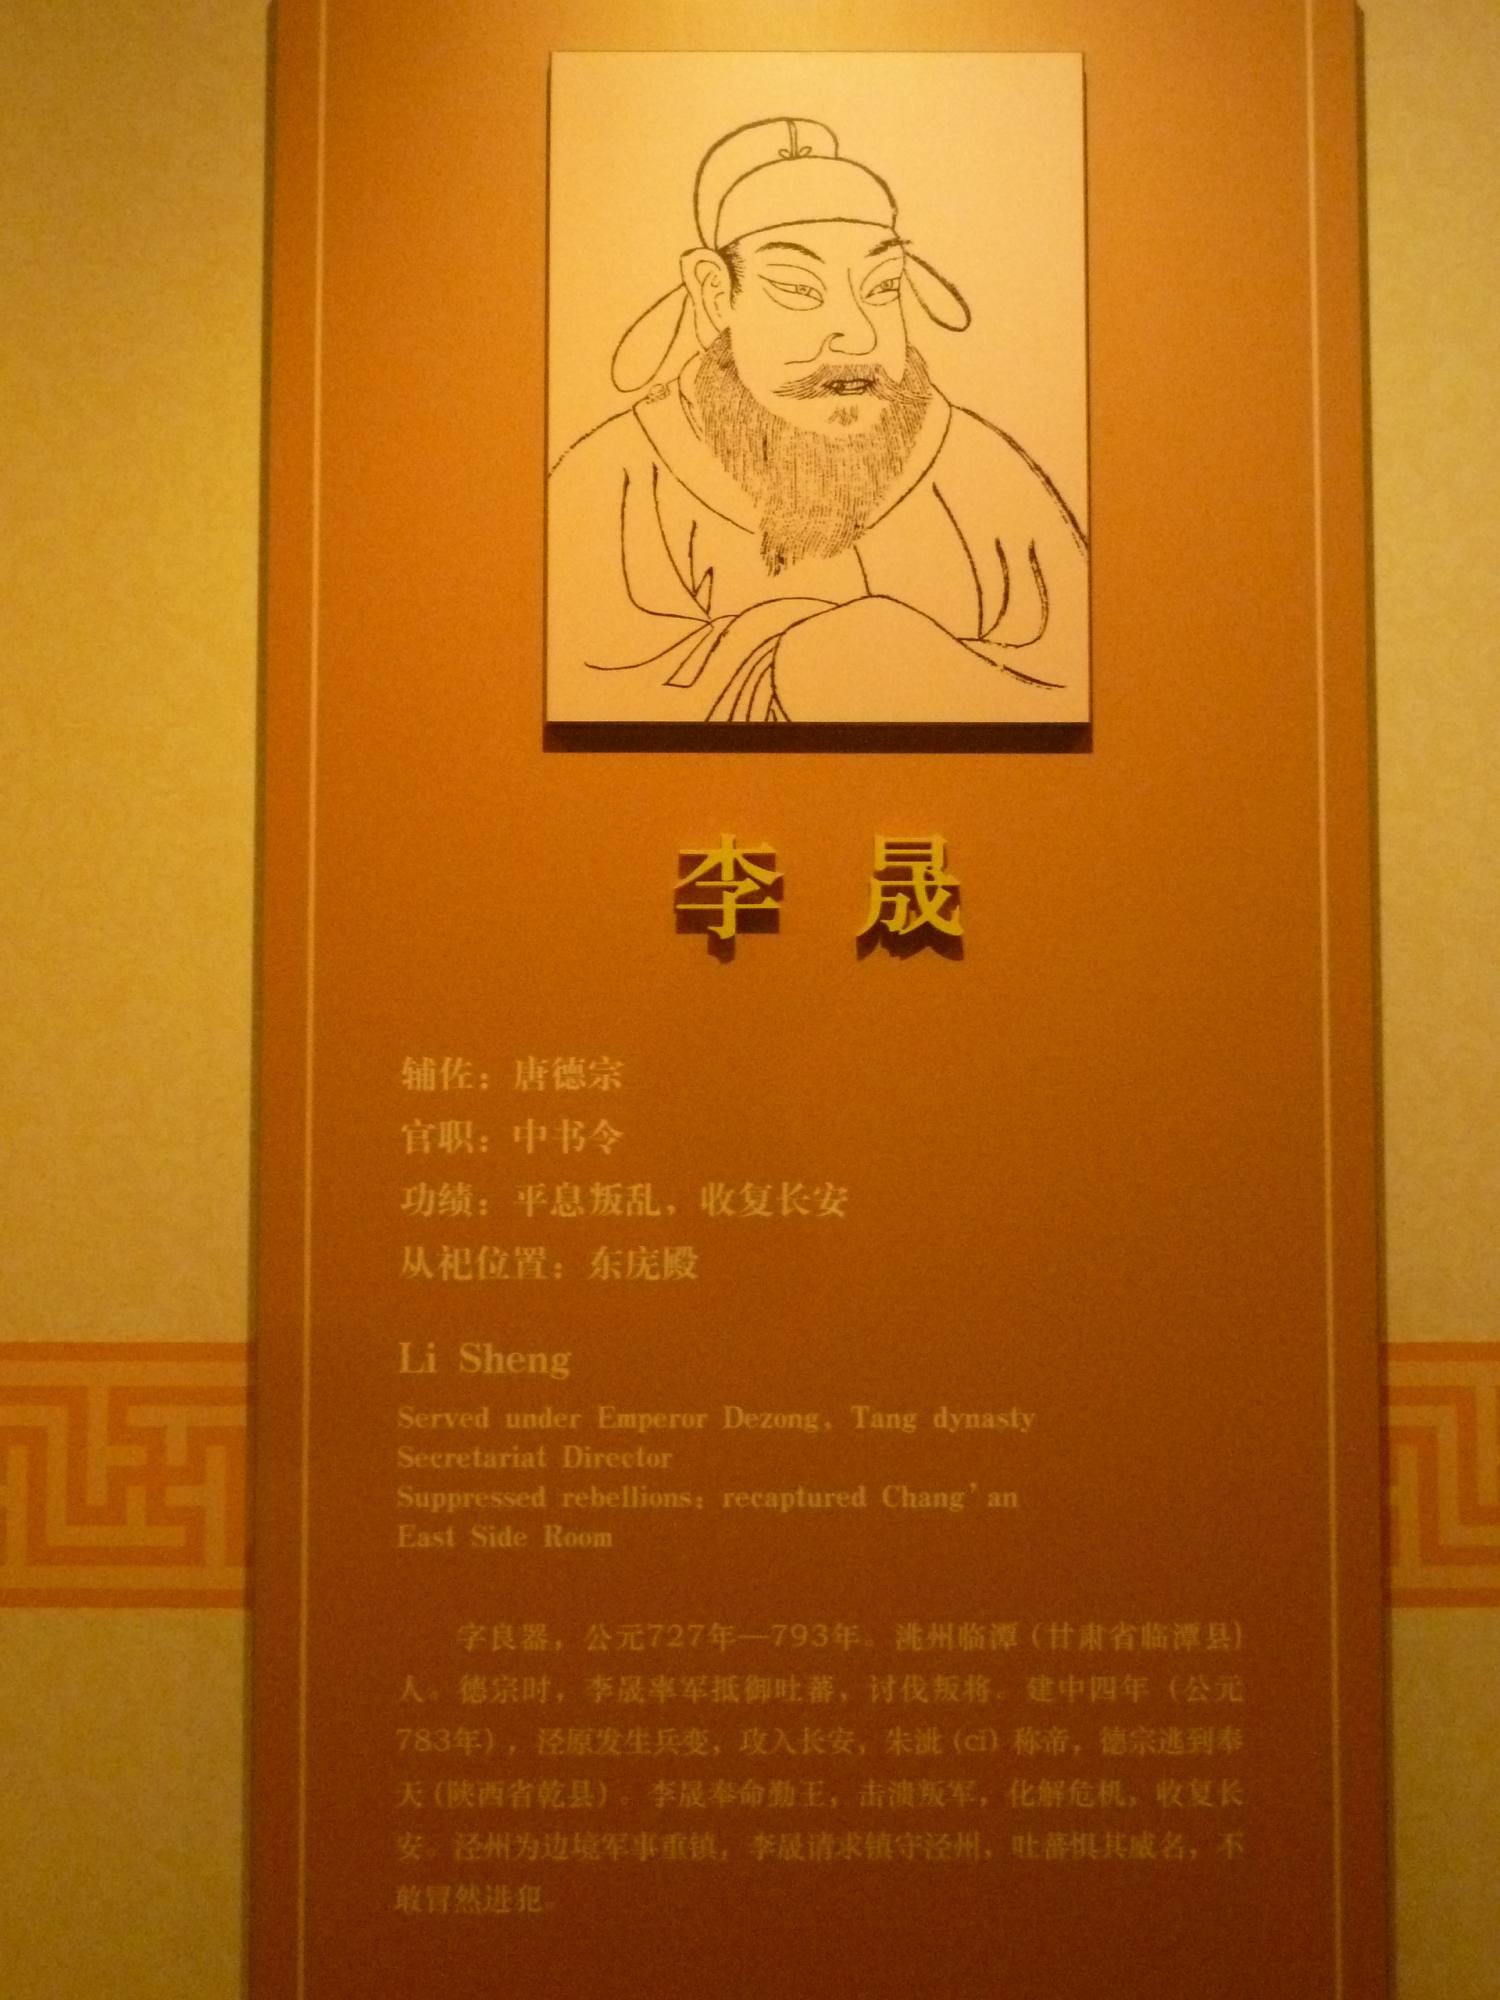 李 晟
辅佐：唐德宗
官职：中书令
功绩：平息叛乱，收复长安
从祀位置：东庑殿
Li Sheng
Served under Emperor Dezong, Tang dynasty
Secretariat Director
Suppressed rebellions; recaptured Chang'an
East Side Room
字良器，公元727年—793年。洮州临潭（甘肃省临潭县）
人。德宗时，李晟率军抵御吐蕃，讨伐叛将。建中四年（公元
783年），泾原发生兵变，攻入长安，朱泚（cǐ）称帝，德宗逃到奉
天（陕西省乾县）。李晟奉命勤王，击溃叛军，化解危机，收复长
安。泾州为边境军事重镇，李晟请求镇守泾州，吐蕃惧其威名，不
敢冒然进犯。